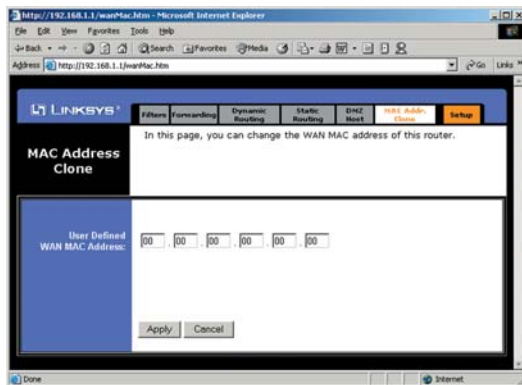 http://192.168.1.1/wanMac.htm - Microsoft Internet Explorer
File Edit View Favorites Tools Help
Back Search Favorites Media
Address http://192.168.1.1/wanMac.htm Go Links »
LINKSYS®
Filters Forwarding Dynamic Routing Static Routing DMZ Host MAC Addr. Clone Setup
MAC Address Clone
In this page, you can change the WAN MAC address of this router.
User Defined WAN MAC Address:
00 . 00 . 00 . 00 . 00 . 00
Apply Cancel
Done Internet